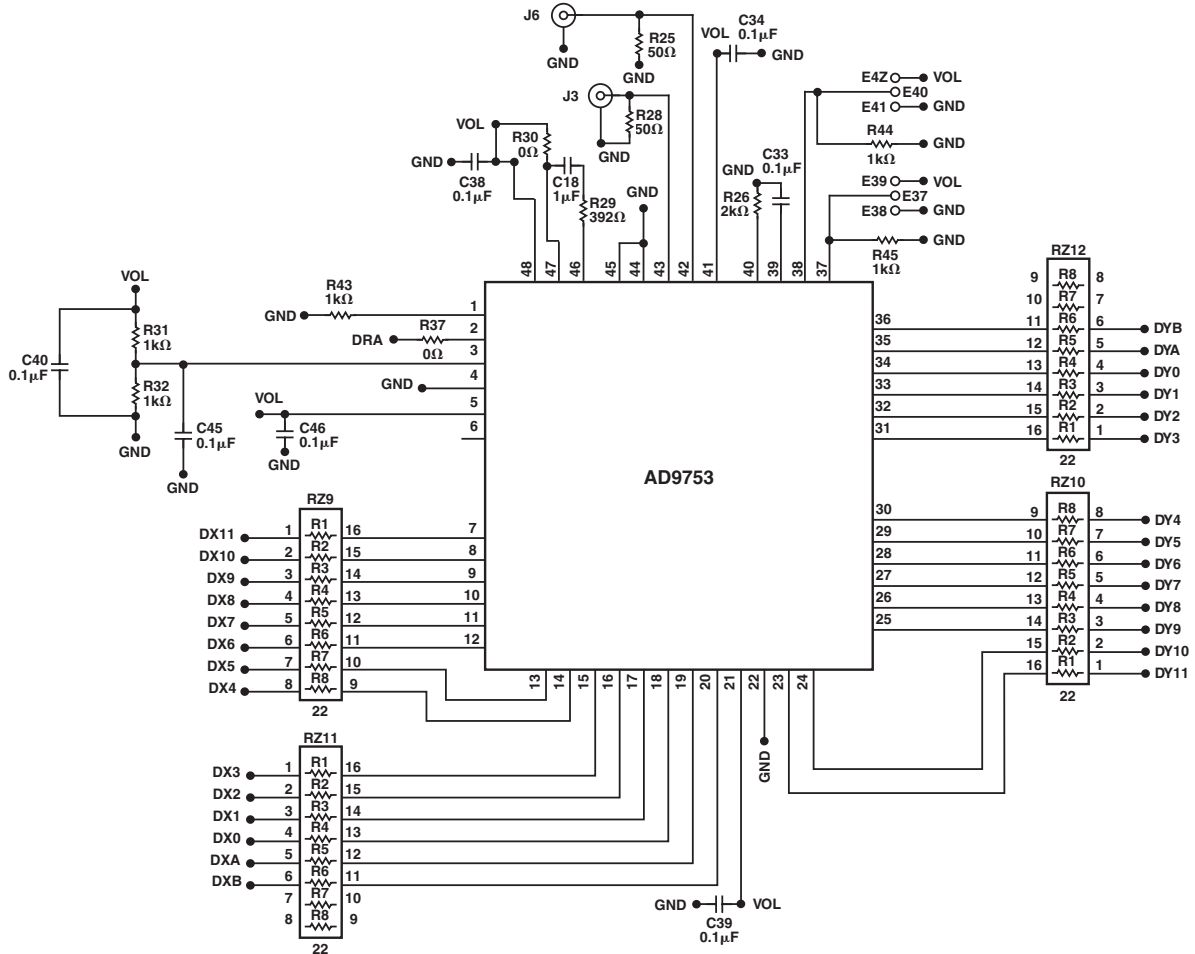 J6
GND
R25
50Ω
GND
J3
R28
50Ω
GND
C34
0.1µF
VOL
GND
E4Z
VOL
E40
E41
GND
R44
1kΩ
GND
E39
VOL
E37
E38
GND
R45
1kΩ
GND
VOL
GND
C38
0.1µF
R30
0Ω
C18
1µF
R29
392Ω
GND
GND
C33
0.1µF
R26
2kΩ
48
47
46
45
44
43
42
41
40
39
38
37
VOL
C40
0.1µF
R31
1kΩ
R32
1kΩ
GND
C45
0.1µF
GND
GND
R43
1kΩ
1
DRA
R37
0Ω
2
3
GND
4
VOL
5
C46
0.1µF
GND
6
AD9753
RZ9
DX11 1 R1 16 7
DX10 2 R2 15 8
DX9 3 R3 14 9
DX8 4 R4 13 10
DX7 5 R5 12 11
DX6 6 R6 11 12
DX5 7 R7 10
DX4 8 R8 9
22
RZ11
DX3 1 R1 16
DX2 2 R2 15
DX1 3 R3 14
DX0 4 R4 13
DXA 5 R5 12
DXB 6 R6 11
7 R7 10
8 R8 9
22
13
14
15
16
17
18
19
20
21
22
23
24
GND
GND
C39
0.1µF
VOL
RZ12
9 R8 8
10 R7 7
36 11 R6 6 DYB
35 12 R5 5 DYA
34 13 R4 4 DY0
33 14 R3 3 DY1
32 15 R2 2 DY2
31 16 R1 1 DY3
22
RZ10
30 9 R8 8 DY4
29 10 R7 7 DY5
28 11 R6 6 DY6
27 12 R5 5 DY7
26 13 R4 4 DY8
25 14 R3 3 DY9
15 R2 2 DY10
16 R1 1 DY11
22